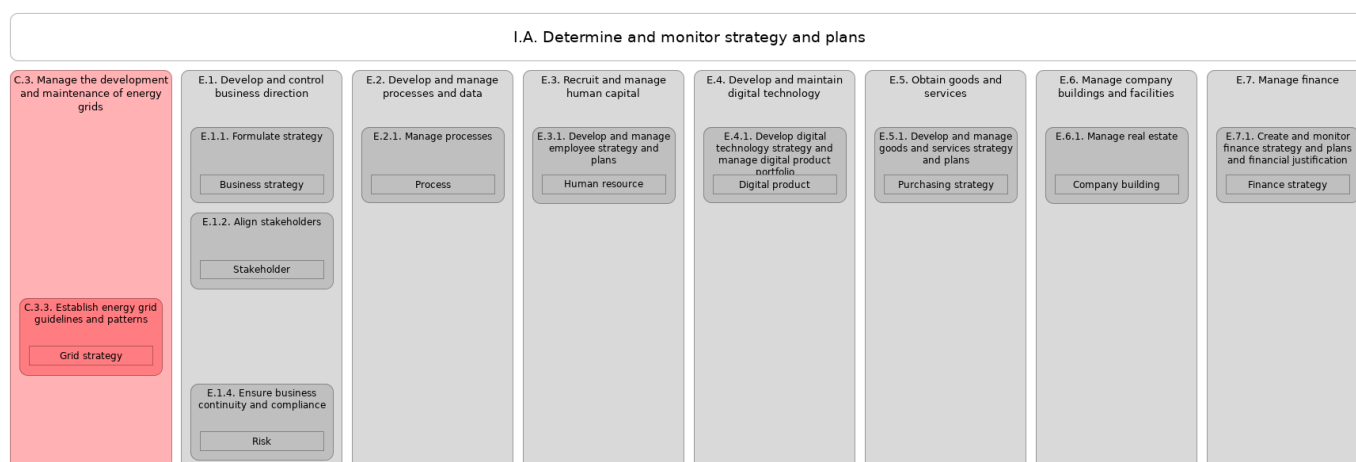 I.A. Determine and monitor strategy and plans
C.3. Manage the development
and maintenance of energy
grids
C.3.3. Establish energy grid
guidelines and patterns
Grid strategy
E.1. Develop and control
business direction
E.1.1. Formulate strategy
Business strategy
E.1.2. Align stakeholders
Stakeholder
E.1.4. Ensure business
continuity and compliance
Risk
E.2. Develop and manage
processes and data
E.2.1. Manage processes
Process
E.3. Recruit and manage
human capital
E.3.1. Develop and manage
employee strategy and
plans
Human resource
E.4. Develop and maintain
digital technology
E.4.1. Develop digital
technology strategy and
manage digital product
portfolio
Digital product
E.5. Obtain goods and
services
E.5.1. Develop and manage
goods and services strategy
and plans
Purchasing strategy
E.6. Manage company
buildings and facilities
E.6.1. Manage real estate
Company building
E.7. Manage finance
E.7.1. Create and monitor
finance strategy and plans
and financial justification
Finance strategy